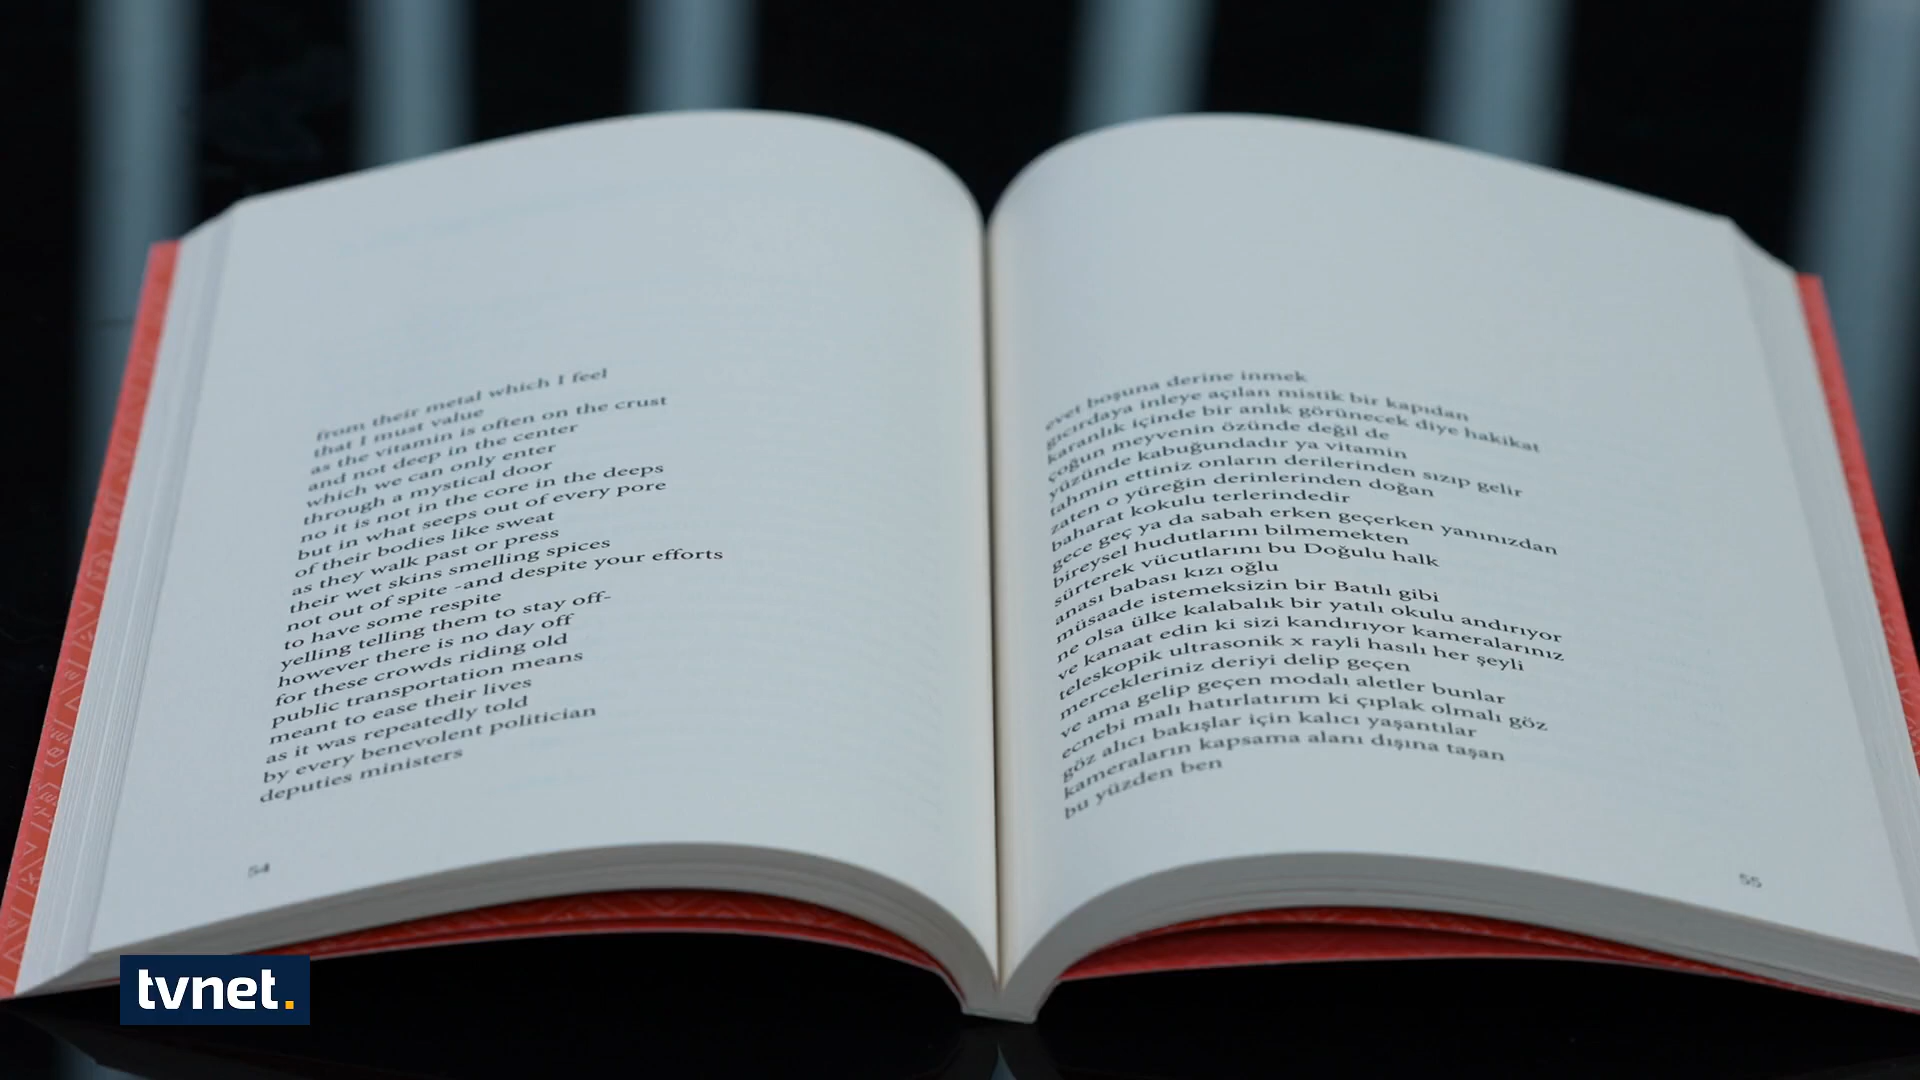 from their metal which I feel
that I must value
as the vitamin is often on the crust
and not deep in the center
which we can only enter
through a mystical door
no it is not in the core in the deeps
but in what seeps out of every pore
of their bodies like sweat
as they walk past or press
their wet skins smelling spices
not out of spite -and despite your efforts
to have some respite
yelling telling them to stay off-
however there is no day off
for these crowds riding old
public transportation means
meant to ease their lives
as it was repeatedly told
by every benevolent politician
deputies ministers
54
evet boşuna derine inmek
gıcırdaya inleye açılan mistik bir kapıdan
karanlık içinde bir anlık görünecek diye hakikat
çoğun meyvenin özünde değil de
yüzünde kabuğundadır ya vitamin
tahmin ettiniz onların derilerinden sızıp gelir
zaten o yüreğin derinlerinden doğan
baharat kokulu terlerindedir
gece geç ya da sabah erken geçerken yanınızdan
bireysel hudutlarını bilmemekten
sürterek vücutlarını bu Doğulu halk
anası babası kızı oğlu
müsaade istemeksizin bir Batılı gibi
ne olsa ülke kalabalık bir yatılı okulu andırıyor
ve kanaat edin ki sizi kandırıyor kameralarınız
teleskopik ultrasonik x rayli hasılı her şeyli
mercekleriniz deriyi delip geçen
ve ama gelip geçen modalı aletler bunlar
ecnebi malı hatırlatırım ki çıplak olmalı göz
göz alıcı bakışlar için kalıcı yaşantılar
kameraların kapsama alanı dışına taşan
bu yüzden ben
55
tvnet.